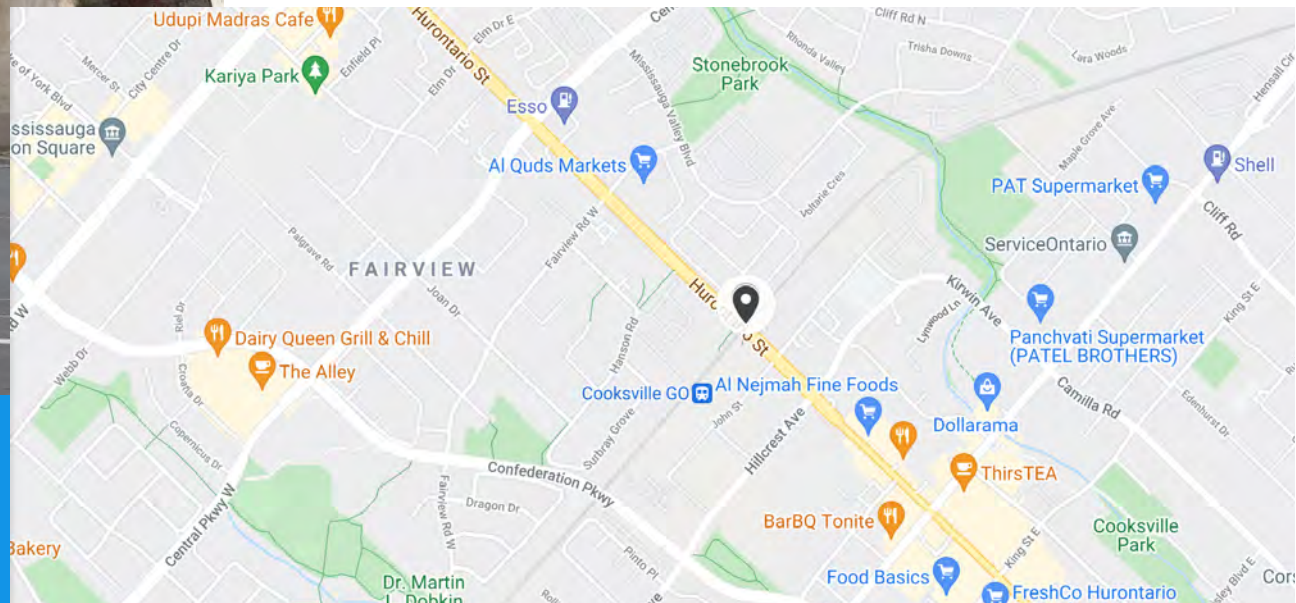 Udupi Madras Cafe
Elm Dr E
Cliff Rd N
Hurontario St
Rhonda Valley
Trisha Downs
Lara Woods
Mercer St
City Centre Dr
Enfield Pl
Elm Dr
Mississauga Valley Blvd
Stonebrook
Park
Hensall Cir
Kariya Park
Esso
Maple Grove Ave
Shell
Al Quds Markets
PAT Supermarket
Voltarie Cres
Cliff Rd
Palgrave Rd
Fairview Rd W
ServiceOntario
FAIRVIEW
Joan Dr
Kirwin Ave
King St E
Lynwood Ln
Riel Dr
Dairy Queen Grill & Chill
Hanson Rd
Panchvati Supermarket
(PATEL BROTHERS)
Webb Dr
The Alley
Croatia Dr
Cooksville GO
Al Nejmah Fine Foods
John St
Dollarama
Camilla Rd
Edenhurst Dr
Copernicus Dr
Surbray Grove
Hillcrest Ave
Confederation Pkwy
ThirsTEA
Fairview Rd W
Dragon Dr
Central Pkwy W
BarBQ Tonite
King St E
Cooksville
Park
Bakery
Pinto Pl
Dr. Martin
L. Dobkin
Food Basics
FreshCo Hurontario